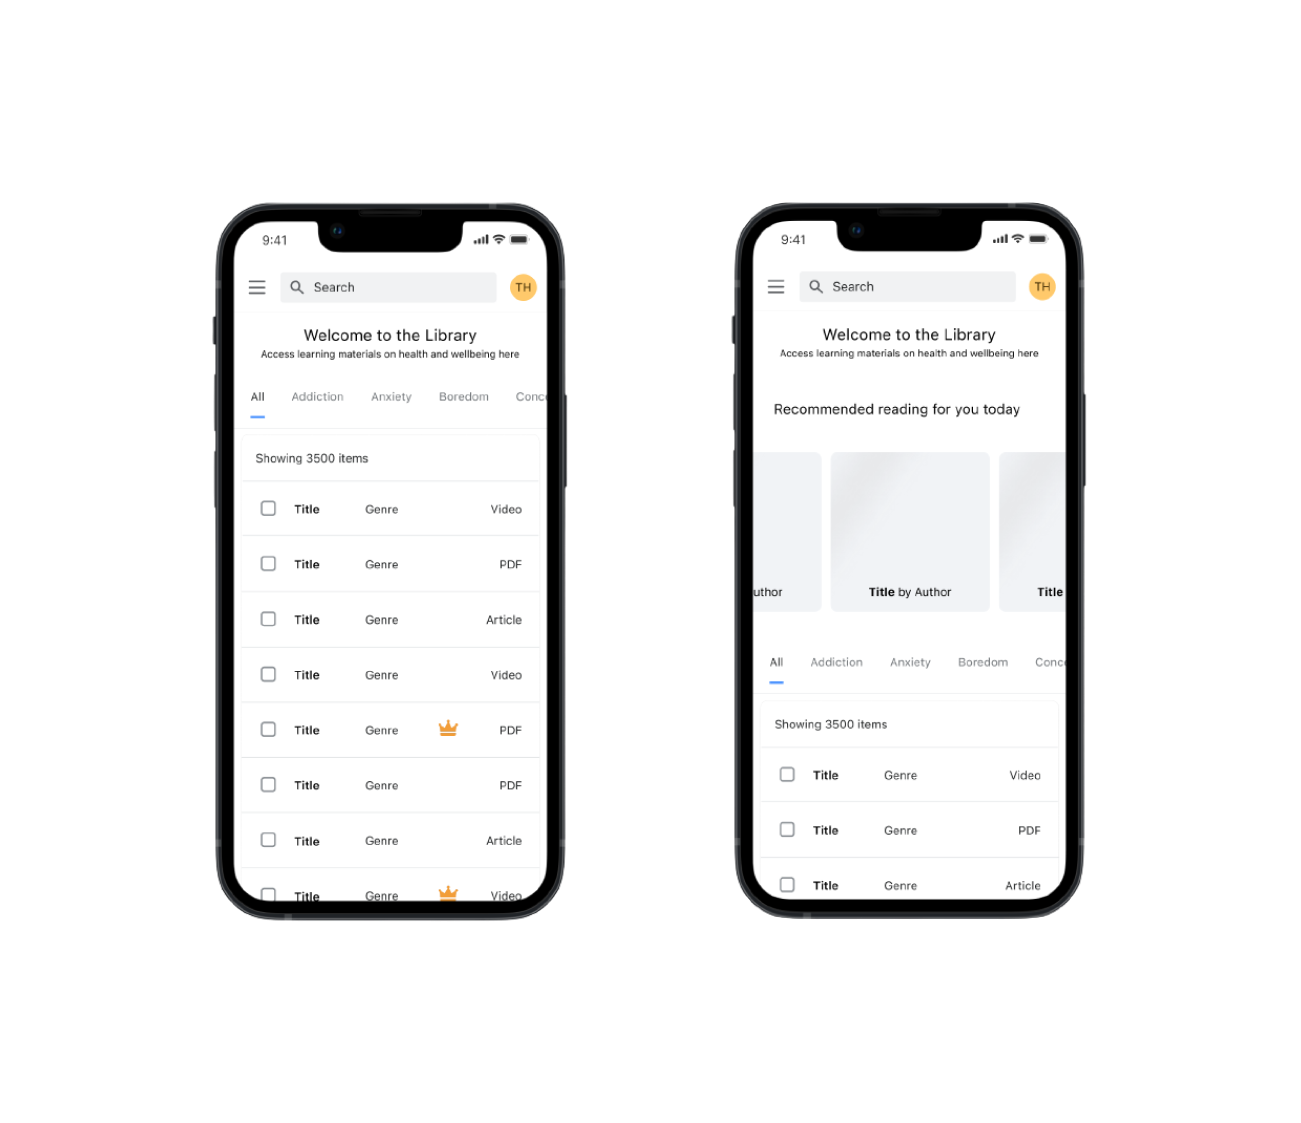 9:41
Search
TH
Welcome to the Library
Access learning materials on health and wellbeing here
All Addiction Anxiety Boredom Conce
Showing 3500 items
Title Genre Video
Title Genre PDF
Title Genre Article
Title Genre Video
Title Genre PDF
Title Genre PDF
Title Genre Article
Title Genre Video
9:41
Search
TH
Welcome to the Library
Access learning materials on health and wellbeing here
Recommended reading for you today
uthor
Title by Author
Title
All Addiction Anxiety Boredom Conce
Showing 3500 items
Title Genre Video
Title Genre PDF
Title Genre Article